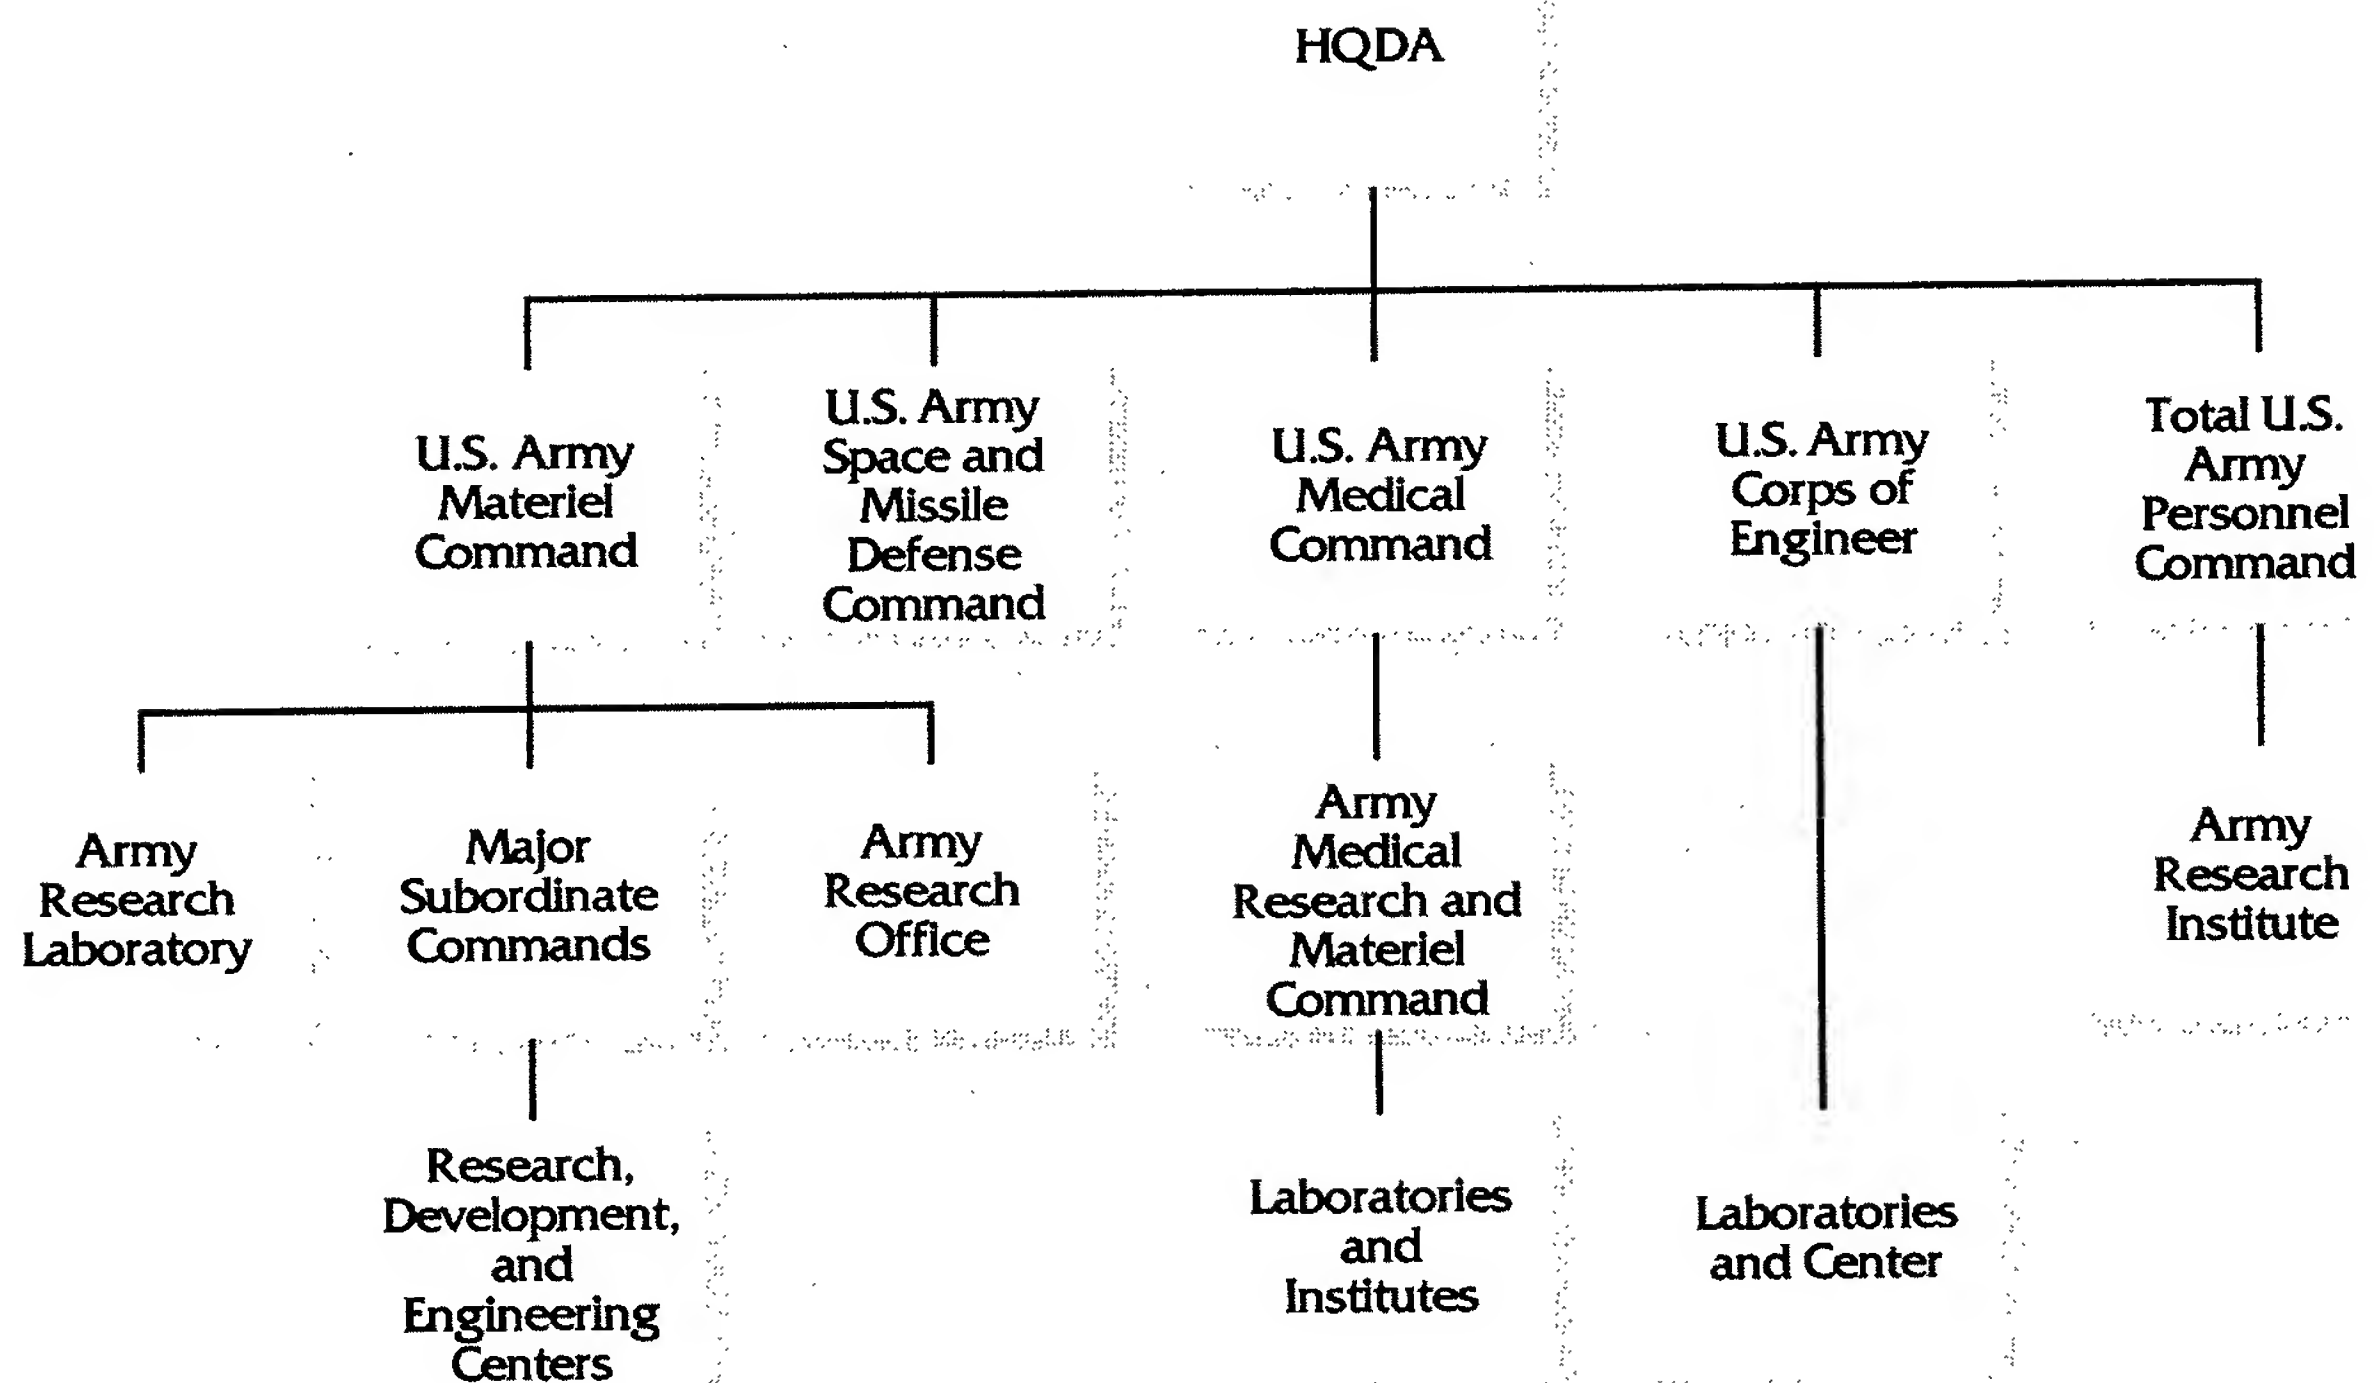 HQDA
U.S. Army
Materiel
Command
U.S. Army
Space and
Missile
Defense
Command
U.S. Army
Medical
Command
U.S. Army
Corps of
Engineer
Total U.S.
Army
Personnel
Command
Army
Research
Laboratory
Major
Subordinate
Commands
Army
Research
Office
Army
Medical
Research and
Materiel
Command
Army
Research
Institute
Research,
Development,
and
Engineering
Centers
Laboratories
and
Institutes
Laboratories
and Center